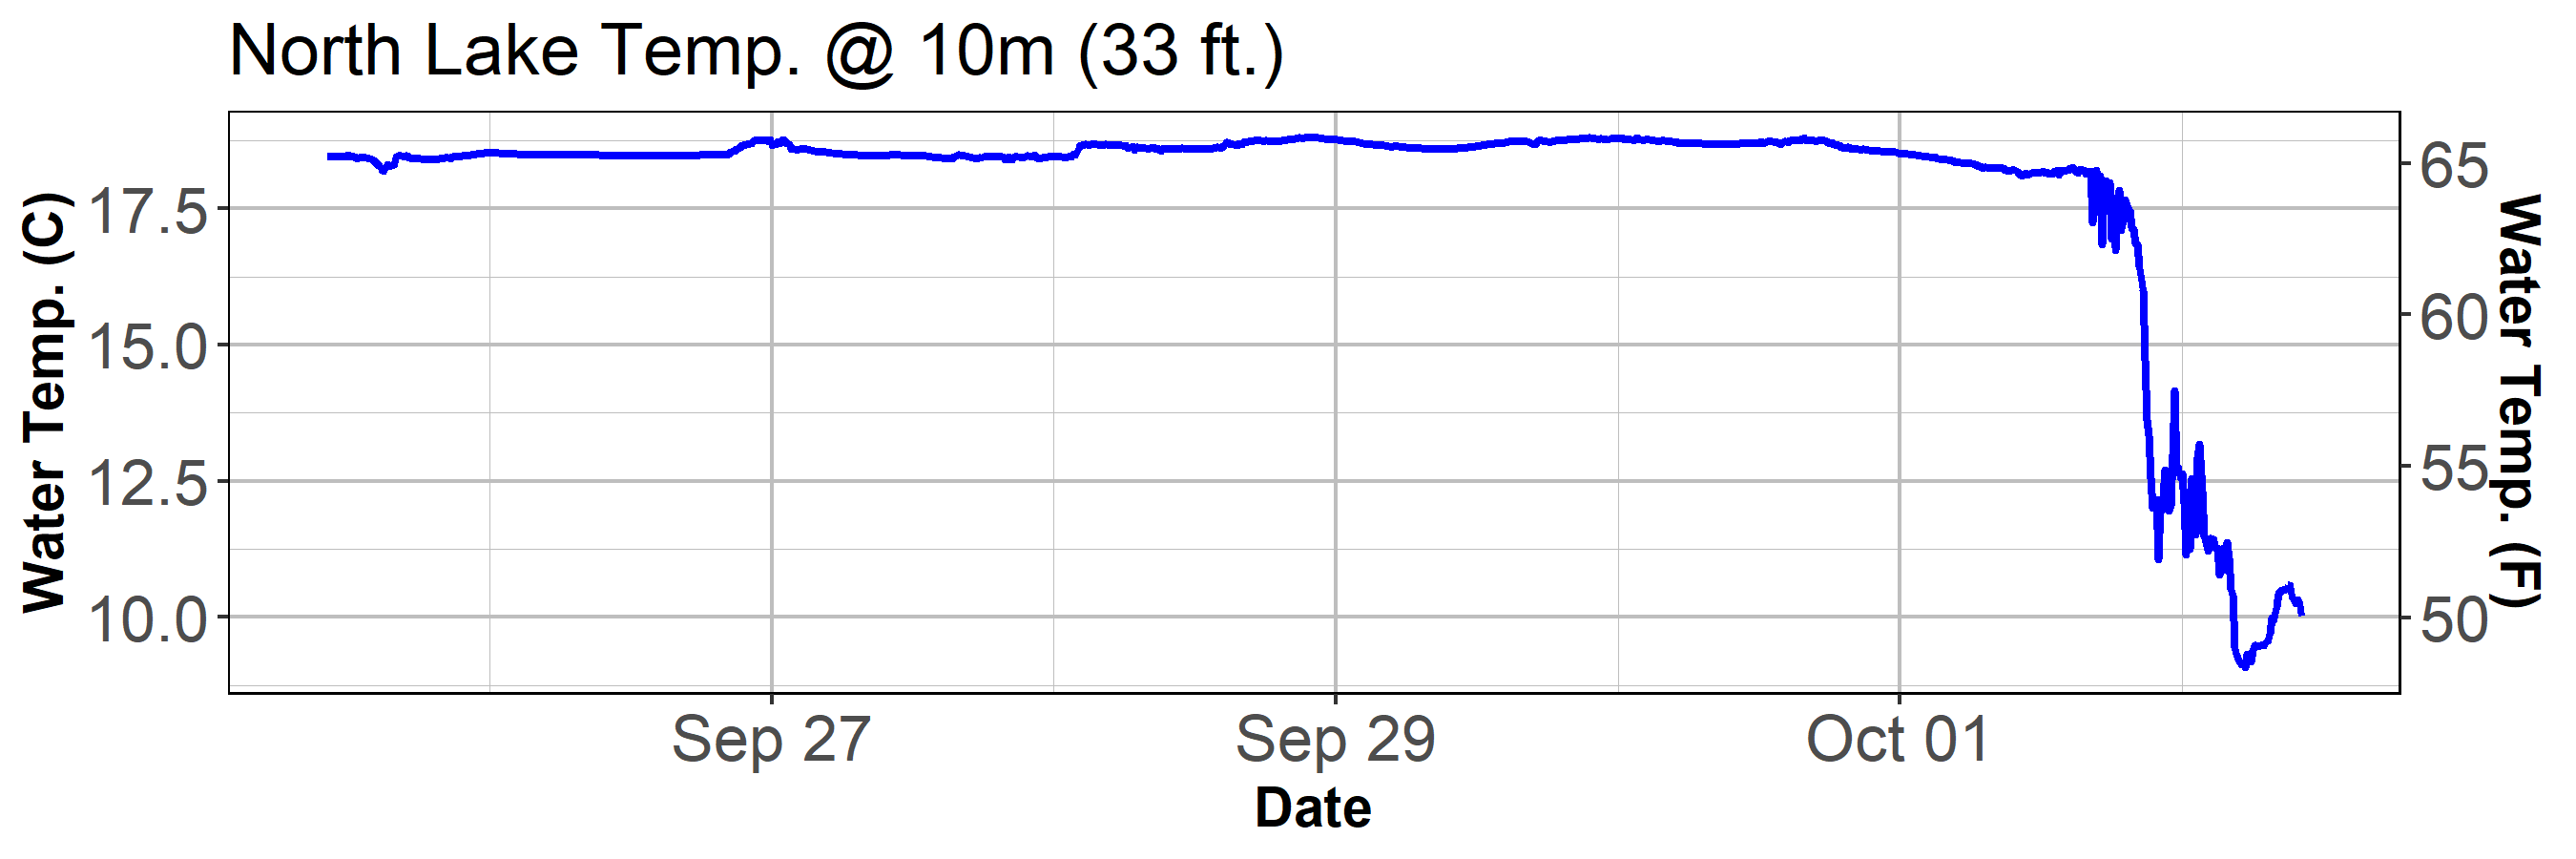 North Lake Temp. @ 10m (33 ft.)
Water Temp. (C)
17.5
15.0
12.5
10.0
65
60
55
50
Water Temp. (F)
Sep 27
Sep 29
Oct 01
Date